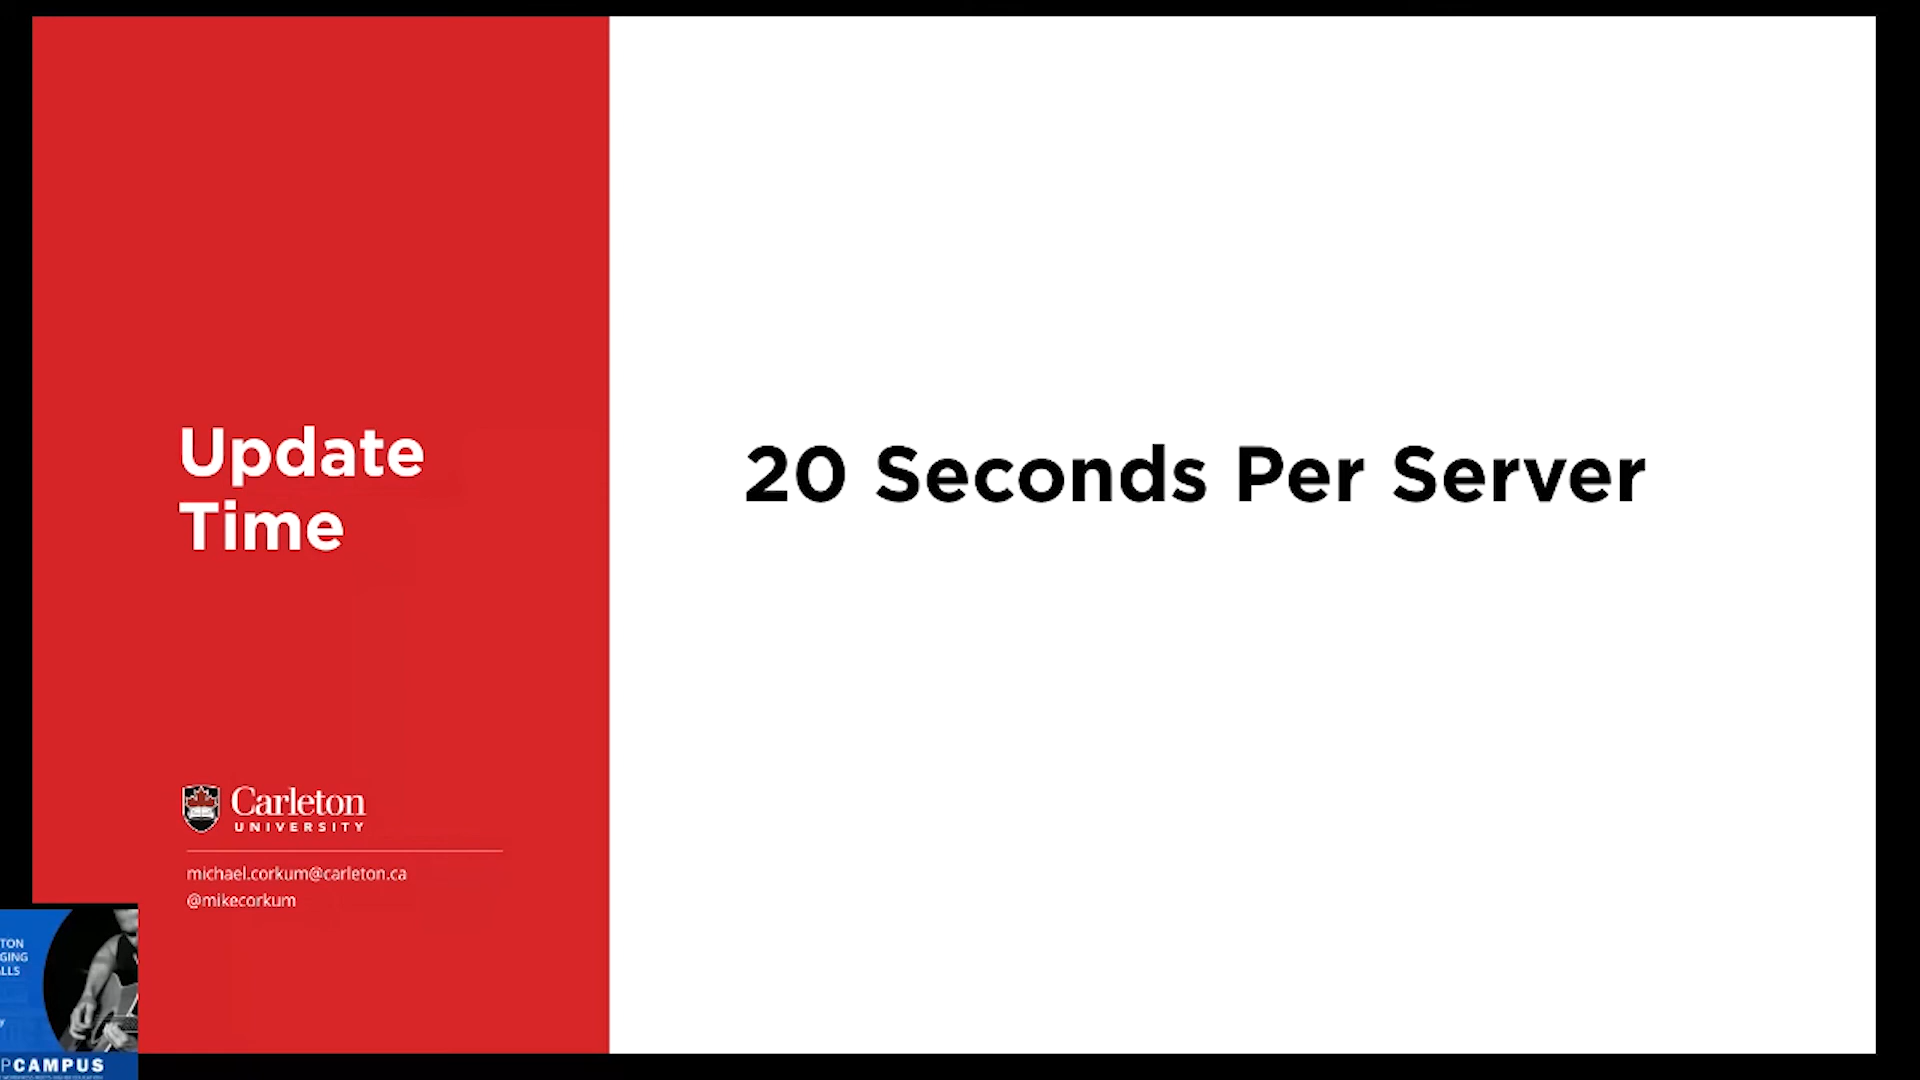 Update
Time
20 Seconds Per Server
Carleton
UNIVERSITY
michael.corkum@carleton.ca
@mikecorkum
TON
GING
LLS
PCAMPUS